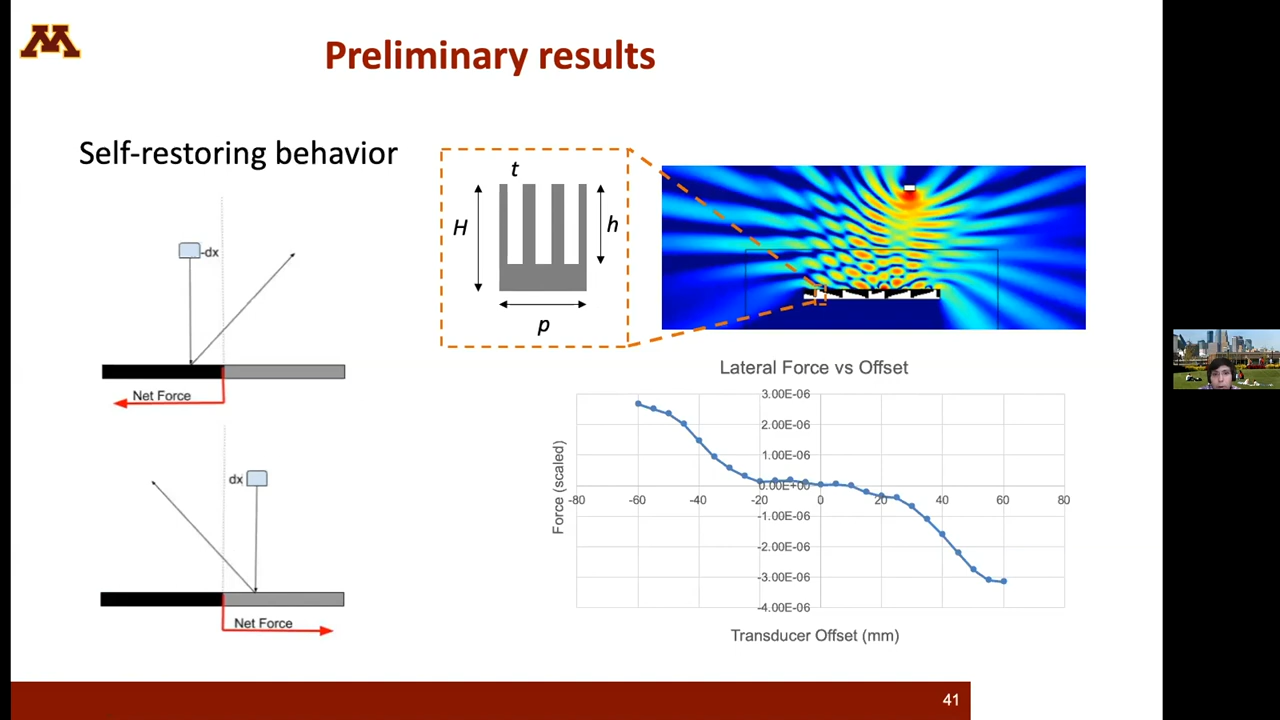 M
Preliminary results
Self-restoring behavior
-dx
Net Force
dx
Net Force
t
H
h
p
Lateral Force vs Offset
3.00E-06
2.00E-06
1.00E-06
0.00E+00
-1.00E-06
-2.00E-06
-3.00E-06
-4.00E-06
-80
-60
-40
-20
0
20
40
60
80
Force (scaled)
Transducer Offset (mm)
41